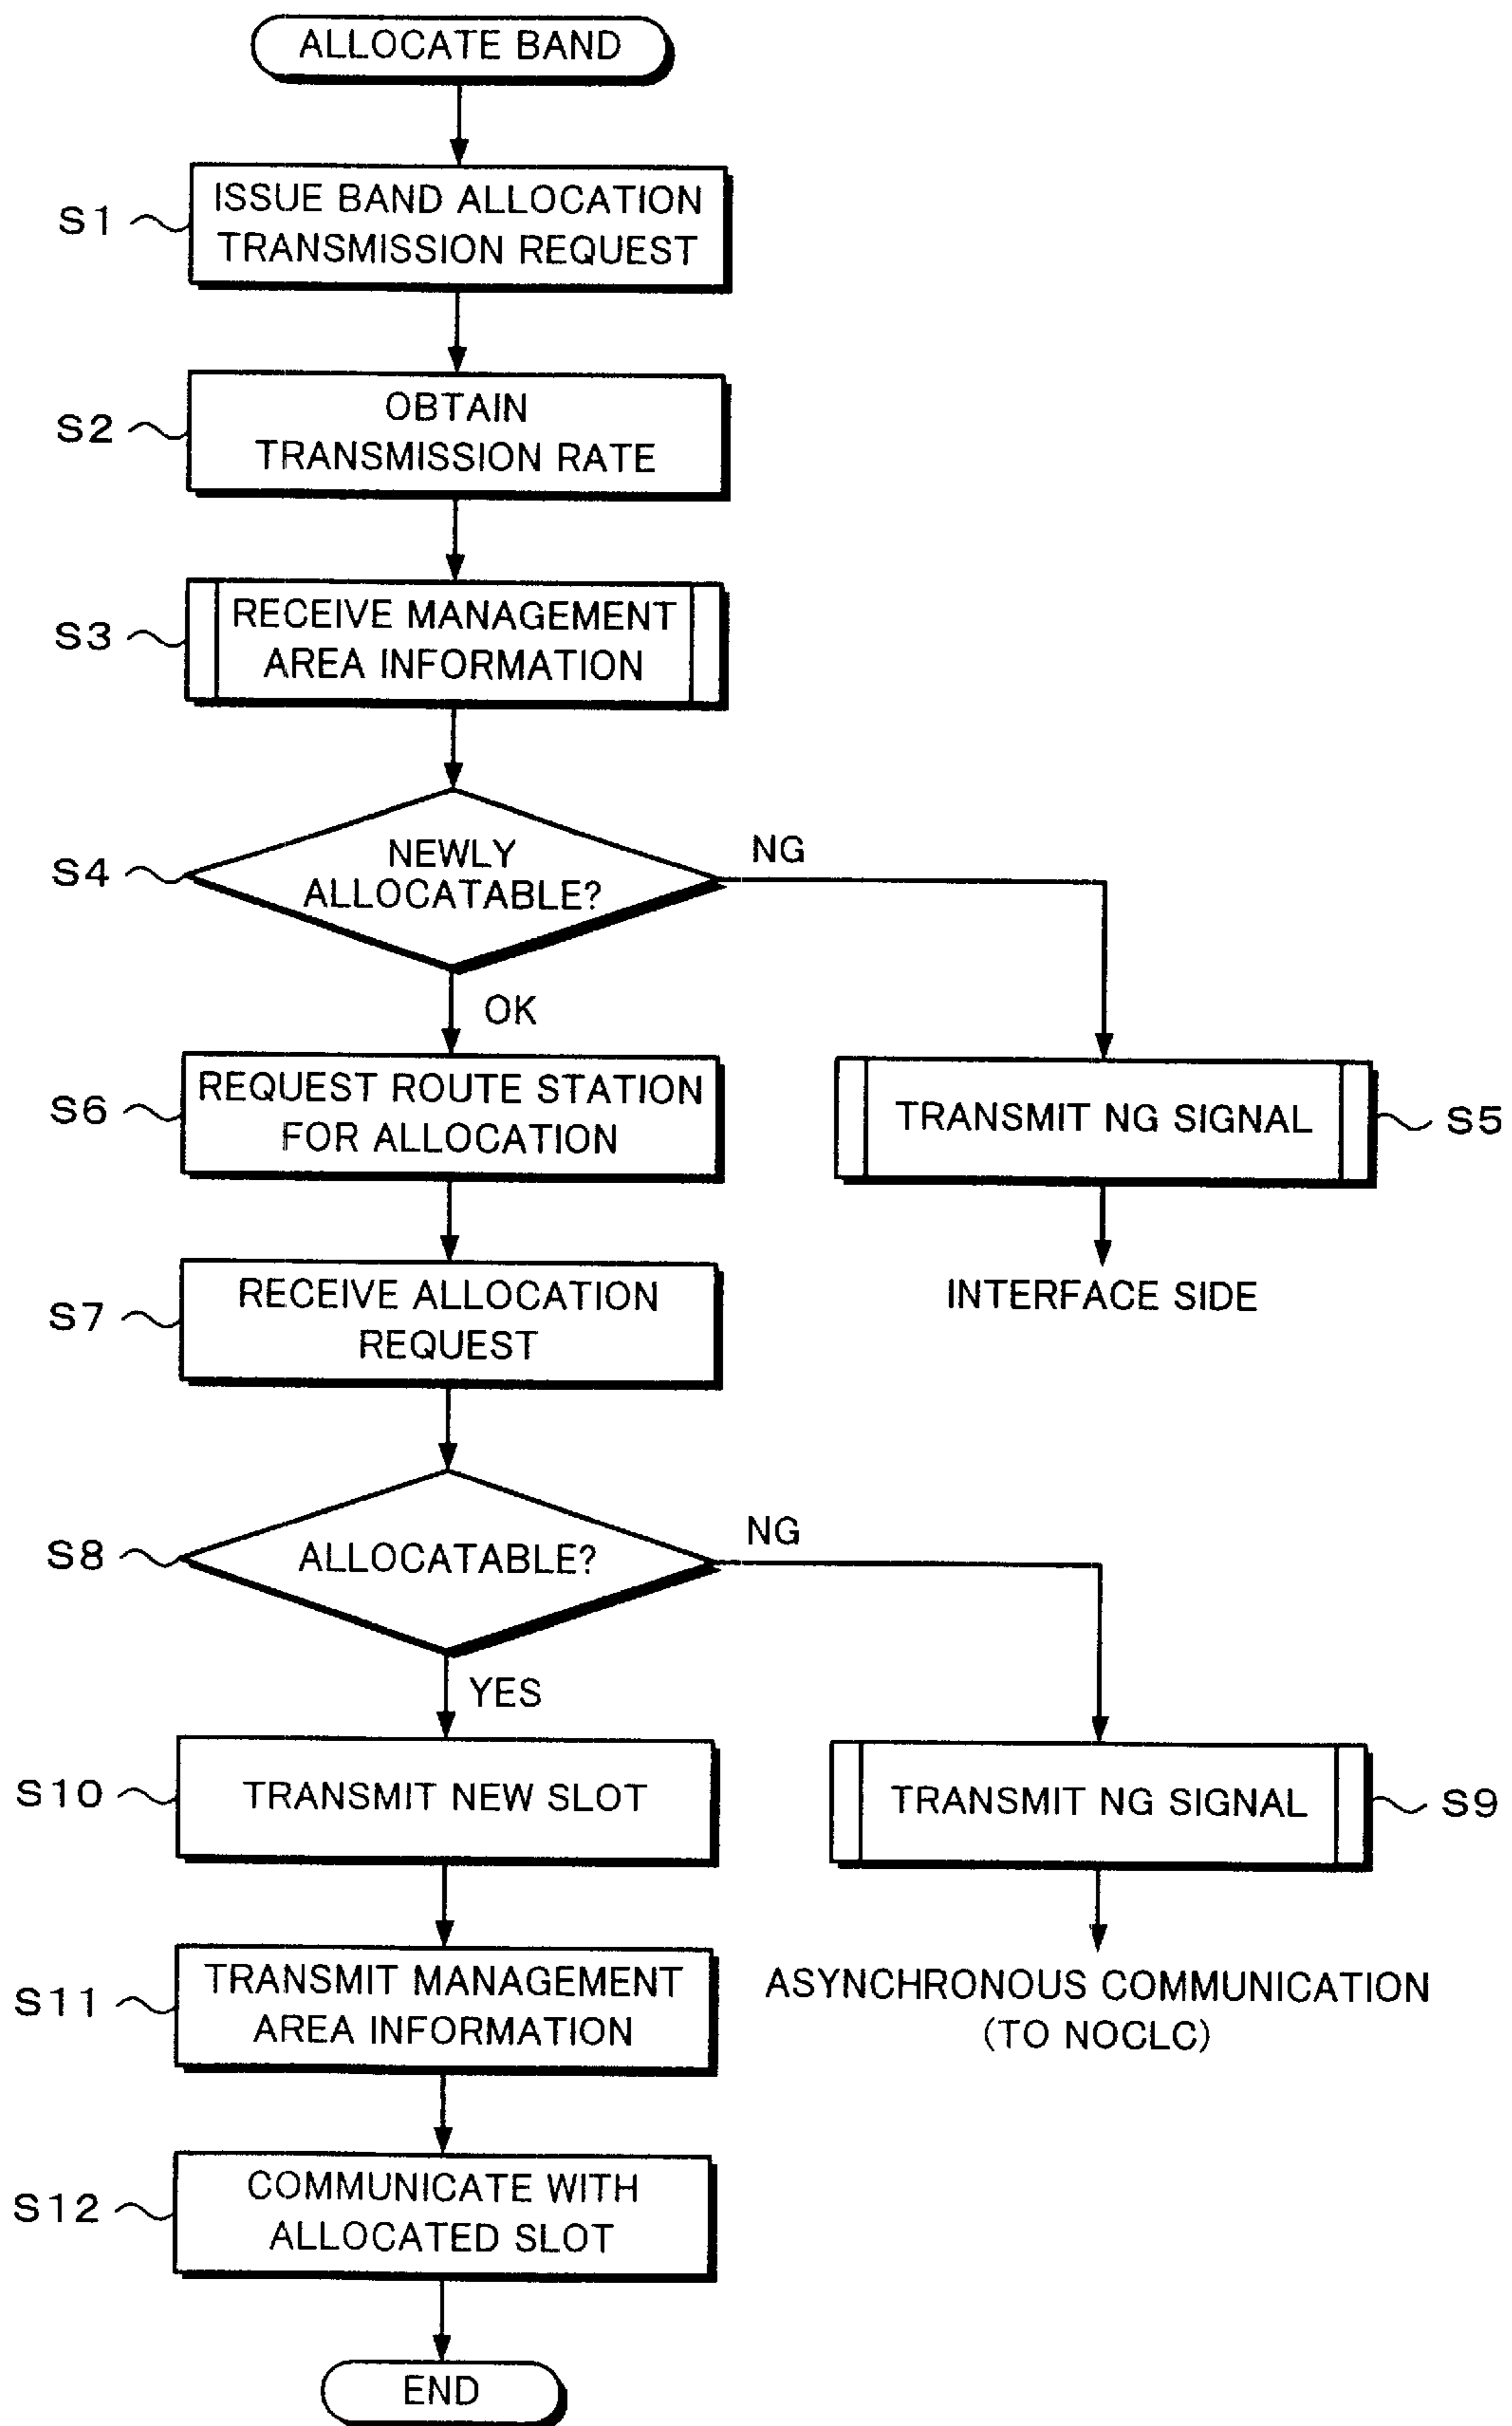 ALLOCATE BAND
S1
ISSUE BAND ALLOCATION
TRANSMISSION REQUEST
S2
OBTAIN
TRANSMISSION RATE
S3
RECEIVE MANAGEMENT
AREA INFORMATION
S4
NEWLY
ALLOCATABLE?
NG
OK
S6
REQUEST ROUTE STATION
FOR ALLOCATION
TRANSMIT NG SIGNAL
S5
INTERFACE SIDE
S7
RECEIVE ALLOCATION
REQUEST
S8
ALLOCATABLE?
NG
YES
S10
TRANSMIT NEW SLOT
TRANSMIT NG SIGNAL
S9
ASYNCHRONOUS COMMUNICATION
(TO NOCLC)
S11
TRANSMIT MANAGEMENT
AREA INFORMATION
S12
COMMUNICATE WITH
ALLOCATED SLOT
END